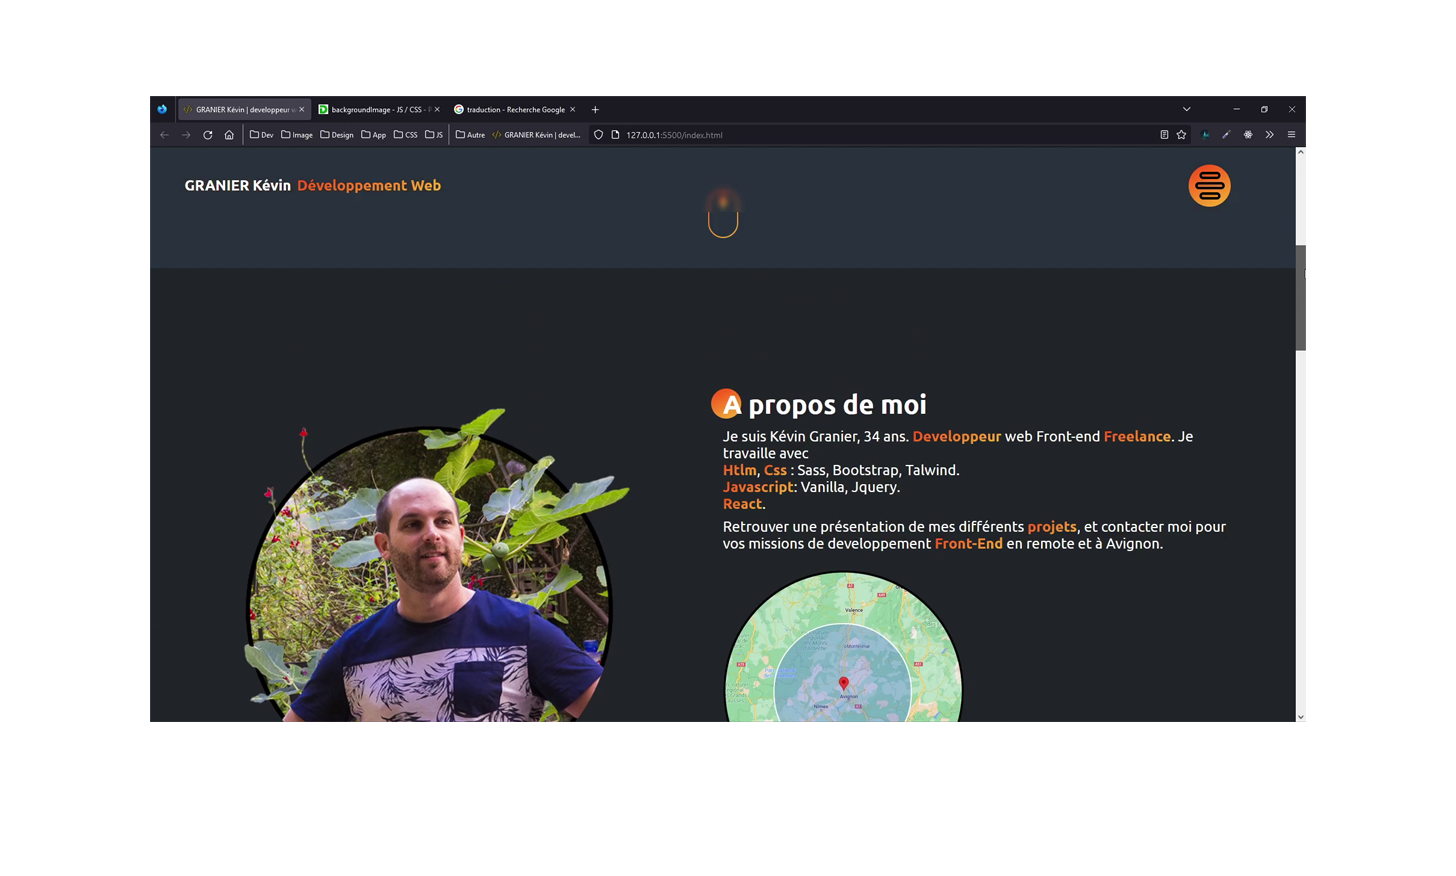 GRANIER Kévin | developpeur w
backgroundImage - JS / CSS - P
traduction - Recherche Google
Dev
Image
Design
App
CSS
JS
Autre
GRANIER Kévin | devel...
127.0.0.1:5500/index.html
GRANIER Kévin Développement Web
A propos de moi
Je suis Kévin Granier, 34 ans. Developpeur web Front-end Freelance. Je
travaille avec
Htlm, Css : Sass, Bootstrap, Talwind.
Javascript: Vanilla, Jquery.
React.
Retrouver une présentation de mes différents projets, et contacter moi pour
vos missions de developpement Front-End en remote et à Avignon.
Valence
Montélimar
Avignon
Nîmes